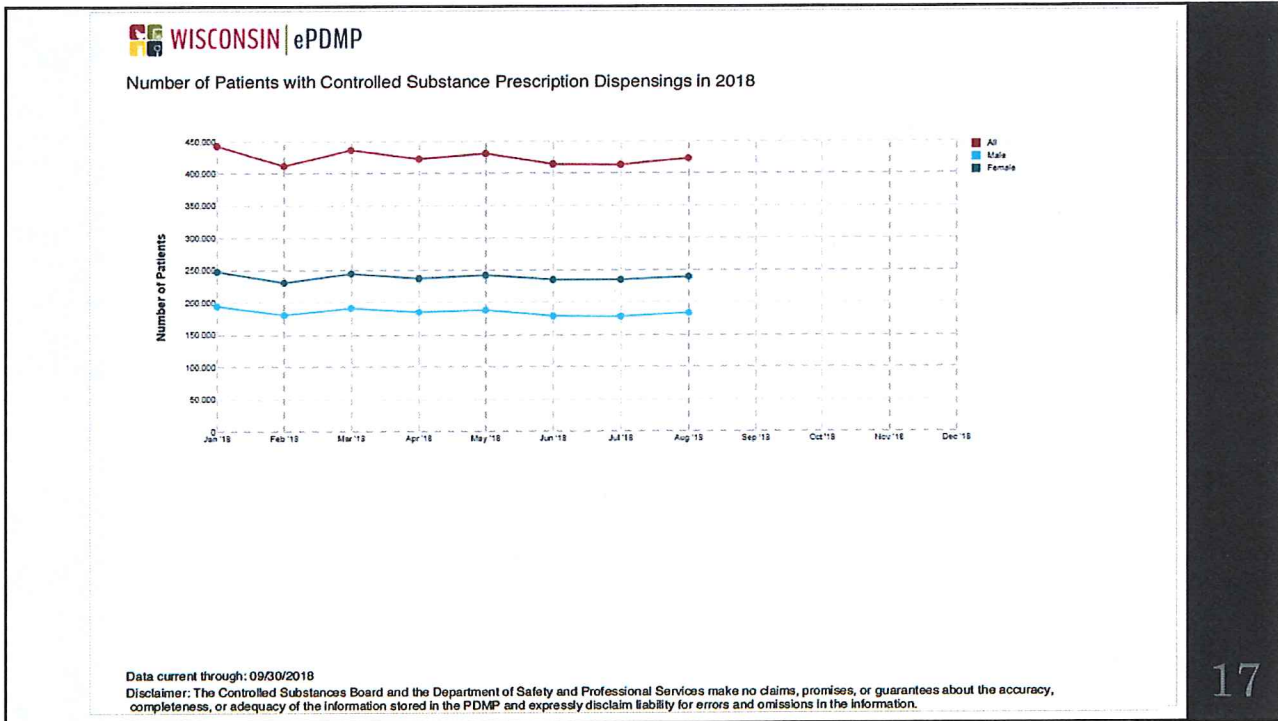 WISCONSIN | ePDMP
Number of Patients with Controlled Substance Prescription Dispensings in 2018
450,000
400,000
350,000
300,000
250,000
200,000
150,000
100,000
50,000
0
Number of Patients
Jan '18 Feb '18 Mar '18 Apr '18 May '18 Jun '18 Jul '18 Aug '18 Sep '18 Oct '18 Nov '18 Dec '18
All
Male
Female
Data current through: 09/30/2018
Disclaimer: The Controlled Substances Board and the Department of Safety and Professional Services make no claims, promises, or guarantees about the accuracy,
completeness, or adequacy of the information stored in the PDMP and expressly disclaim liability for errors and omissions in the information.
17